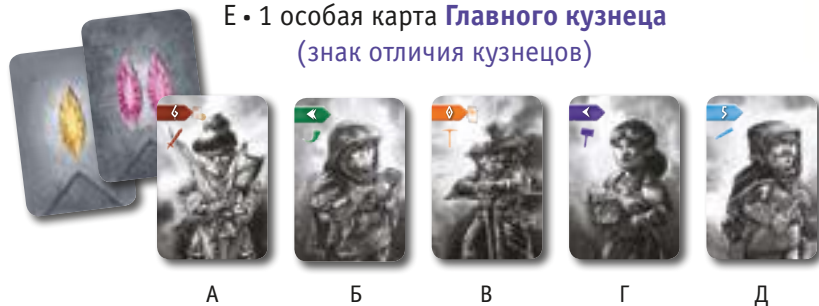 Е • 1 особая карта Главного кузнеца
(знак отличия кузнецов)
А Б В Г Д